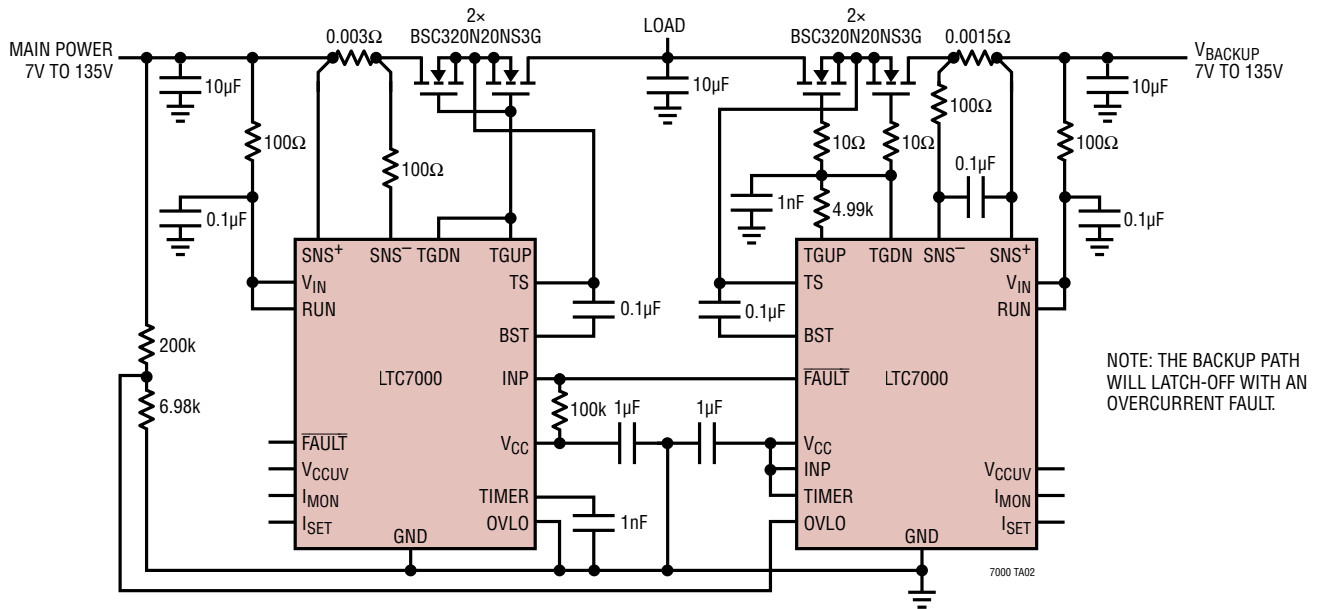 MAIN POWER
7V TO 135V
0.003Ω
2×
BSC320N20NS3G
LOAD
2×
BSC320N20NS3G
0.0015Ω
VBACKUP
7V TO 135V
10µF
100Ω
100Ω
0.1µF
10µF
10Ω
10Ω
100Ω
0.1µF
1nF
4.99k
100Ω
10µF
0.1µF
SNS+
SNS–
TGDN
TGUP
VIN
RUN
TS
BST
LTC7000
INP
FAULT
VCCUV
IMON
ISET
VCC
TIMER
OVLO
GND
200k
6.98k
0.1µF
0.1µF
100k
1µF
1µF
1nF
TGUP
TGDN
SNS–
SNS+
TS
VIN
RUN
BST
FAULT
LTC7000
VCC
INP
TIMER
OVLO
VCCUV
IMON
ISET
GND
NOTE: THE BACKUP PATH
WILL LATCH-OFF WITH AN
OVERCURRENT FAULT.
7000 TA02